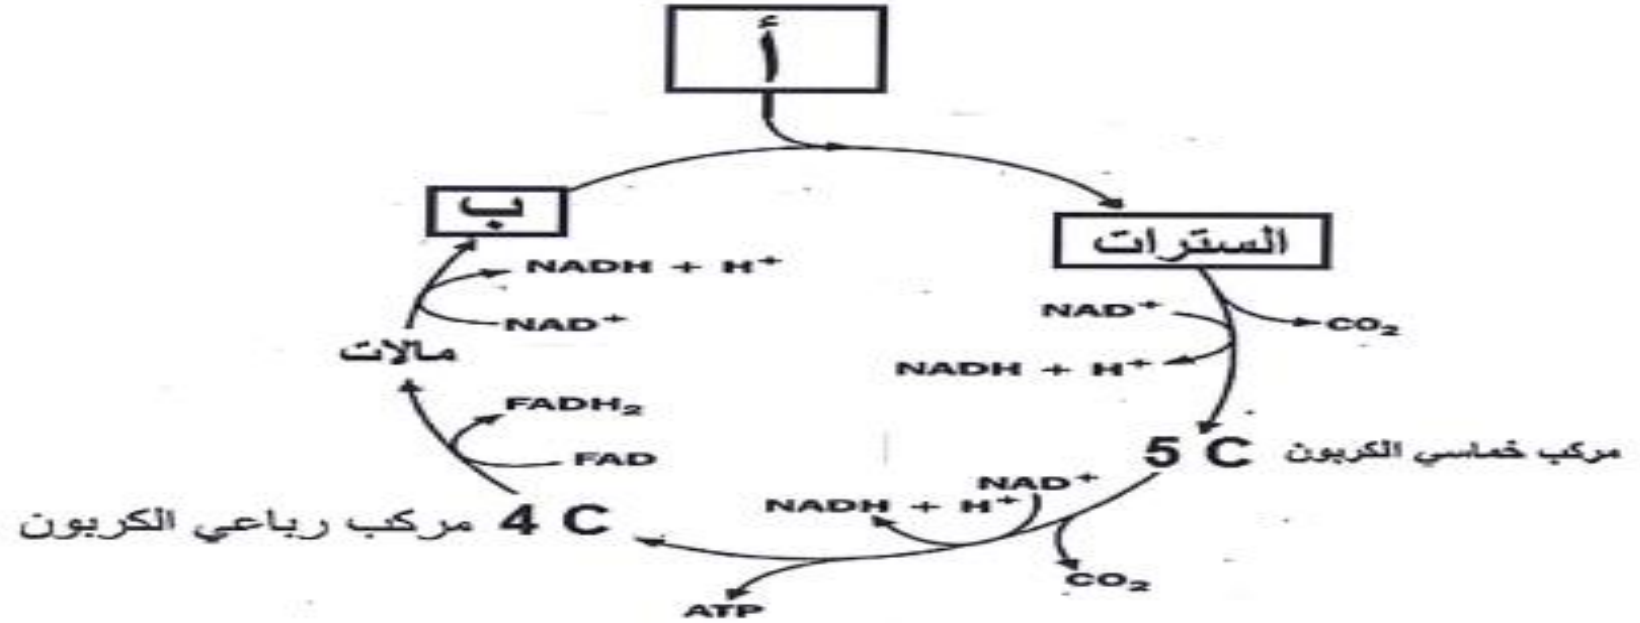 أ
ب
السترات
NADH + H⁺
NAD⁺
NAD⁺
CO₂
مالات
NADH + H⁺
FADH₂
FAD
5 C مركب خماسي الكربون
NAD⁺
NADH + H⁺
4 C مركب رباعي الكربون
CO₂
ATP